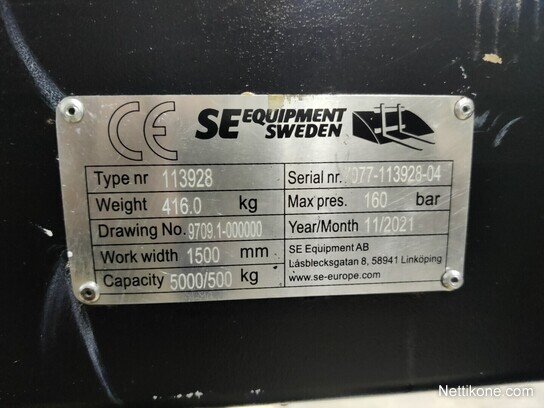 CE SE EQUIPMENT
SWEDEN
Type nr 113928 Serial nr. 7077-113928-04
Weight 416.0 kg Max pres. 160 bar
Drawing No. 9709.1-000000 Year/Month 11/2021
Work width 1500 mm SE Equipment AB
Låsblecksgatan 8, 58941 Linköping
Capacity 5000/500 kg www.se-europe.com
Nettikone.com